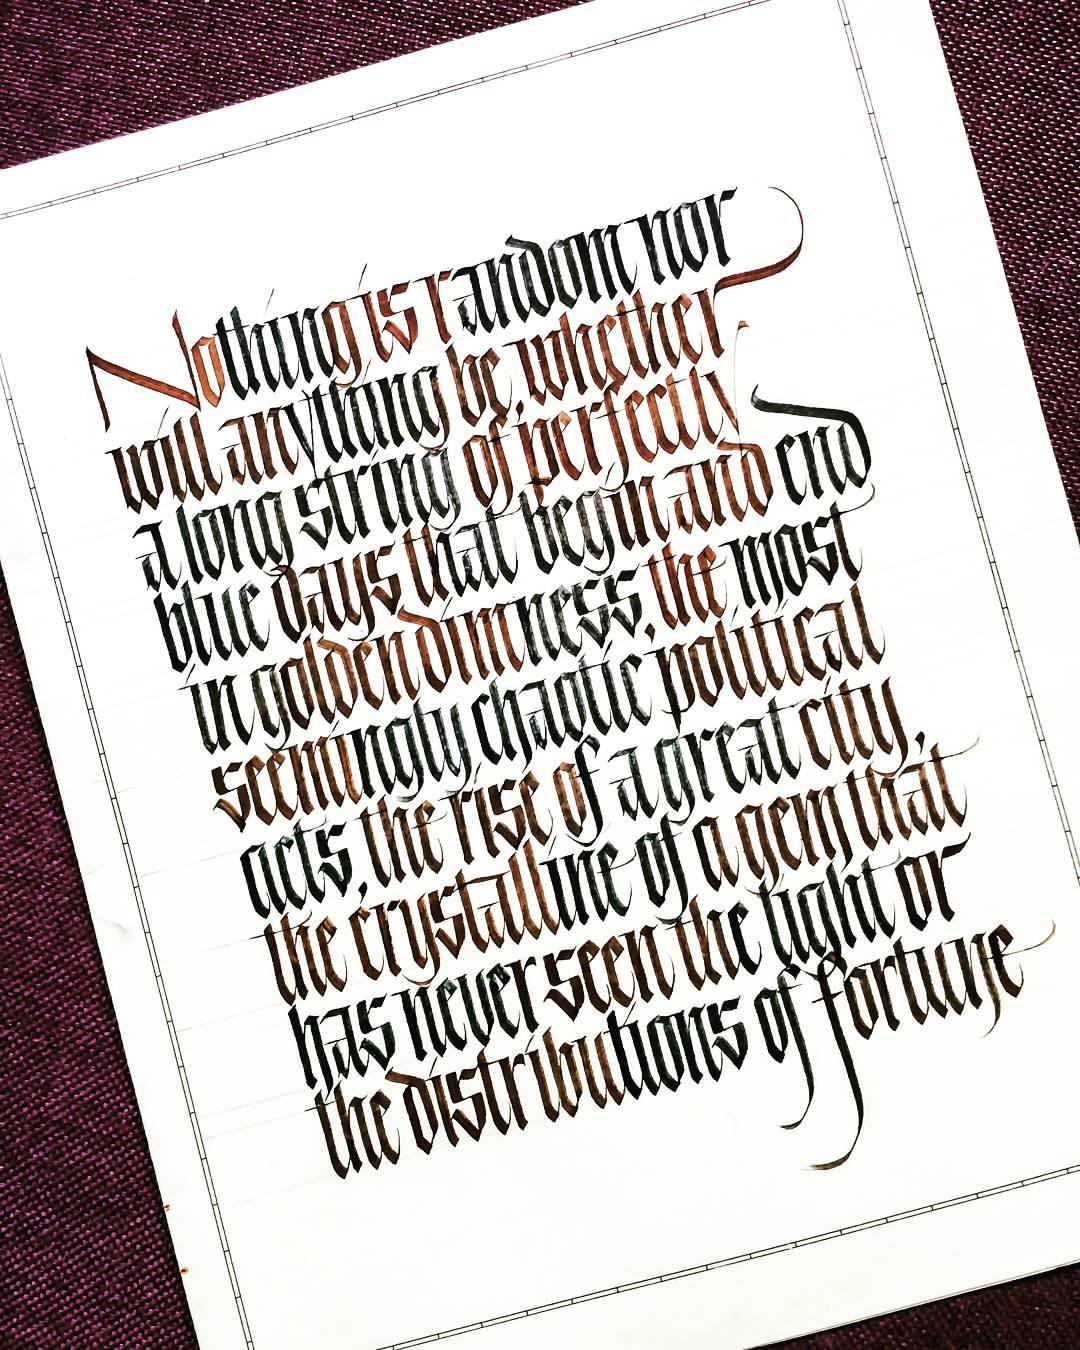 Nothing is random nor
will anything be, whether
a long string of perfectly
blue days that begin and end
in golden dimness, the most
seemingly chaotic political
acts, the rise of a great city,
the crystalline of a gem that
has never seen the light or
the distributions of fortune